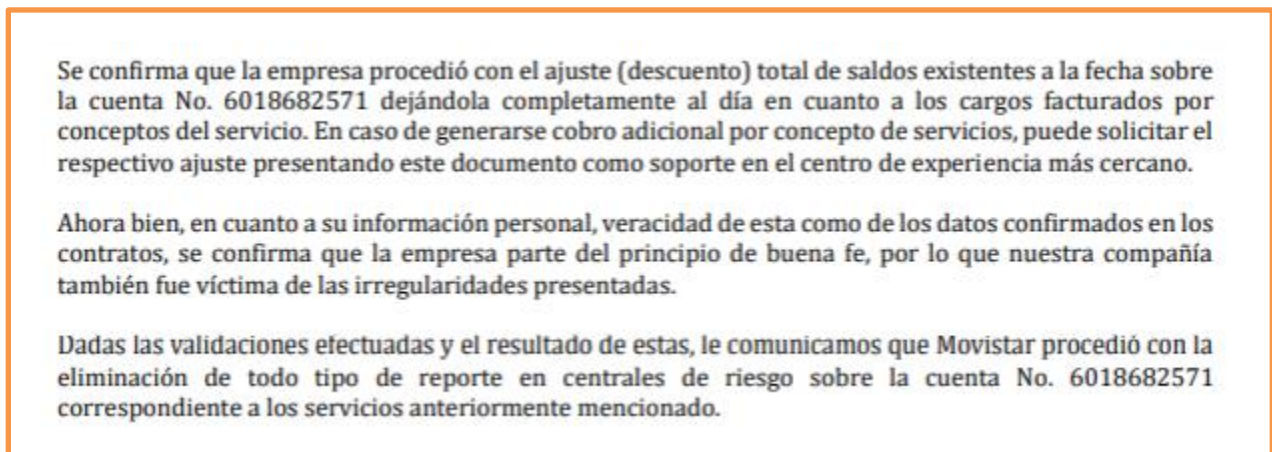 Se confirma que la empresa procedió con el ajuste (descuento) total de saldos existentes a la fecha sobre
la cuenta No. 6018682571 dejándola completamente al día en cuanto a los cargos facturados por
conceptos del servicio. En caso de generarse cobro adicional por concepto de servicios, puede solicitar el
respectivo ajuste presentando este documento como soporte en el centro de experiencia más cercano.
Ahora bien, en cuanto a su información personal, veracidad de esta como de los datos confirmados en los
contratos, se confirma que la empresa parte del principio de buena fe, por lo que nuestra compañía
también fue víctima de las irregularidades presentadas.
Dadas las validaciones efectuadas y el resultado de estas, le comunicamos que Movistar procedió con la
eliminación de todo tipo de reporte en centrales de riesgo sobre la cuenta No. 6018682571
correspondiente a los servicios anteriormente mencionado.